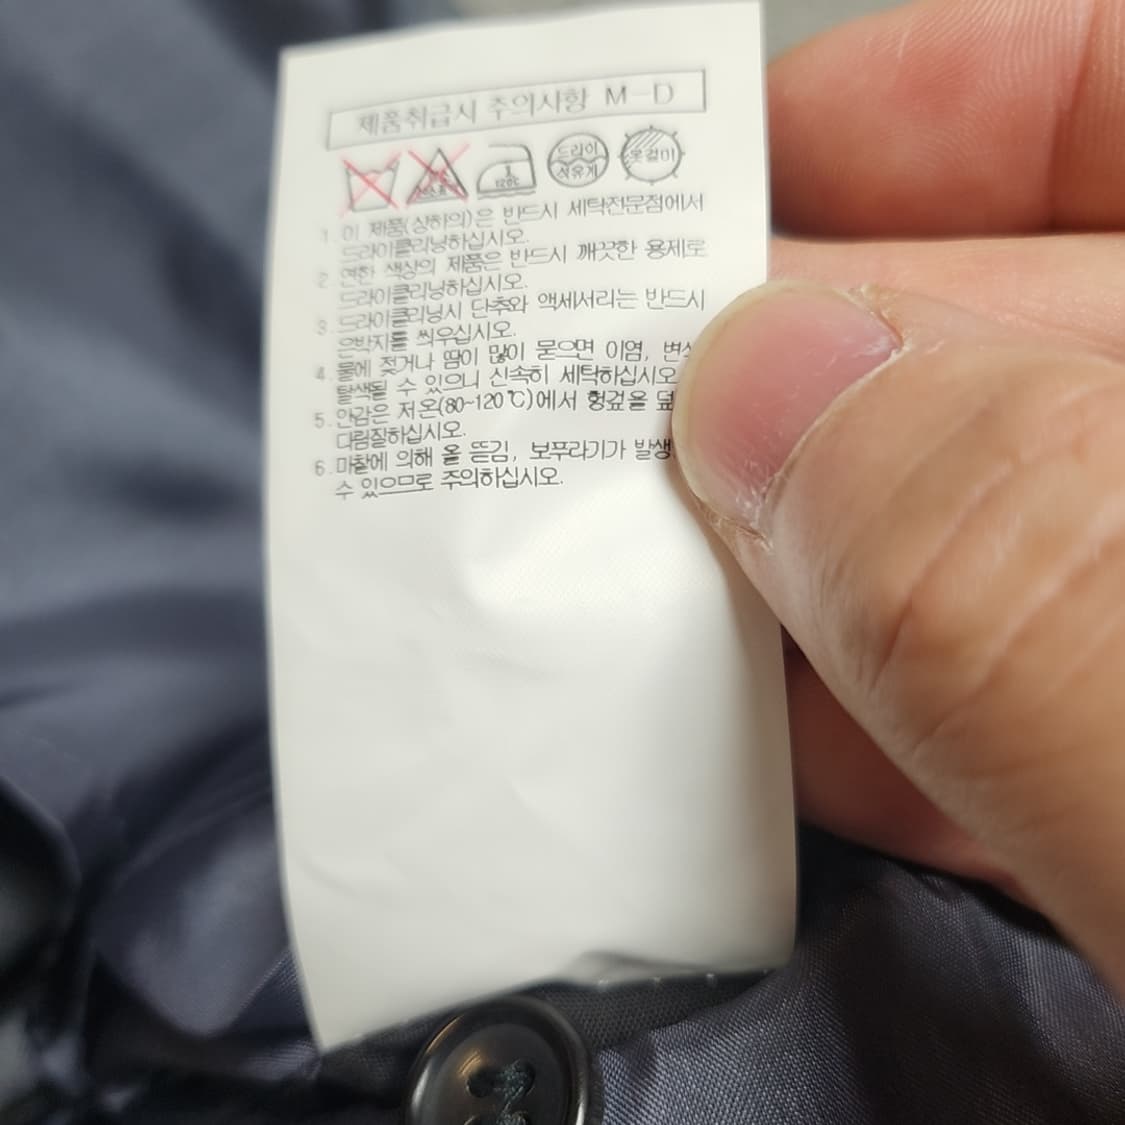 제품취급시 주의사항 M-D
120℃ 드라이 석유계 옷걸이
1. 이 제품(상하의)은 반드시 세탁전문점에서
드라이클리닝하십시오.
2. 연한 색상의 제품은 반드시 깨끗한 용제로
드라이클리닝하십시오.
3. 드라이클리닝시 단추와 액세서리는 반드시
은박지를 씌우십시오.
4. 물에 젖거나 땀이 많이 묻으면 이염,
탈색될 수 있으니 신속히 세탁하십시오
5. 안감은 저온(80~120℃)에서 헝겊을
다림질하십시오.
6. 마찰에 의해 올 뜯김, 보푸라기가 발생
수 있으므로 주의하십시오.